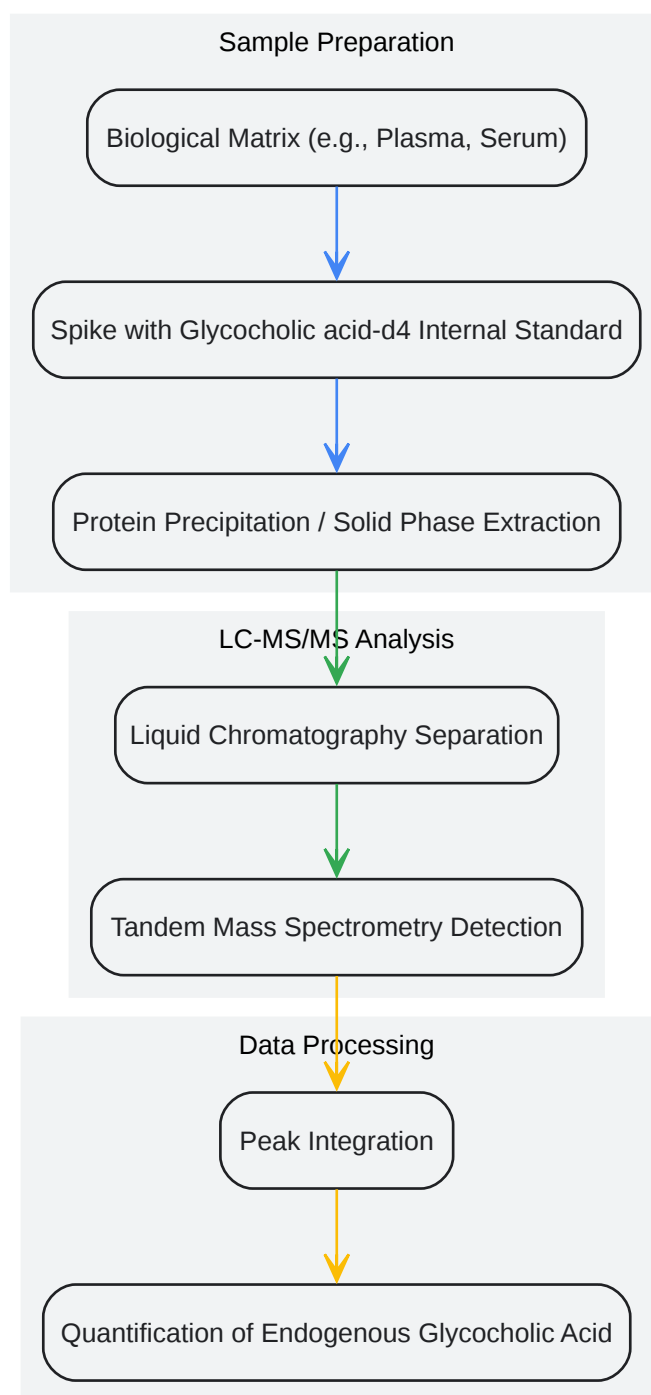 Sample Preparation
Biological Matrix (e.g., Plasma, Serum)
Spike with Glycocholic acid-d4 Internal Standard
Protein Precipitation / Solid Phase Extraction
LC-MS/MS Analysis
Liquid Chromatography Separation
Tandem Mass Spectrometry Detection
Data Processing
Peak Integration
Quantification of Endogenous Glycocholic Acid